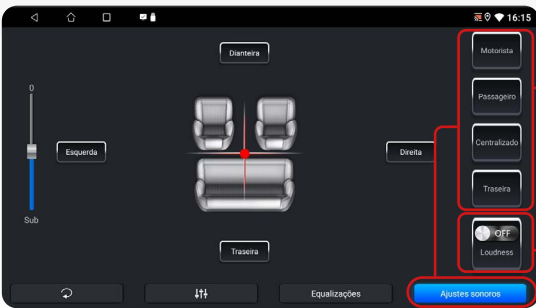 16:15
Dianteira
Motorista
Passageiro
0
Esquerda
Direita
Centralizado
Traseira
Sub
OFF
Loudness
Traseira
Equalizações
Ajustes sonoros